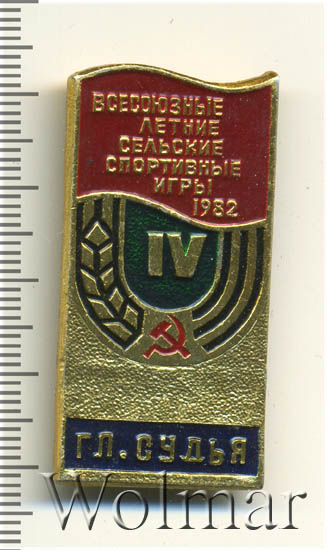 ВСЕСОЮЗНЫЕ
ЛЕТНИЕ
СЕЛЬСКИЕ
СПОРТИВНЫЕ
ИГРЫ
1982
IV
ГЛ. СУДЬЯ
Wolmar